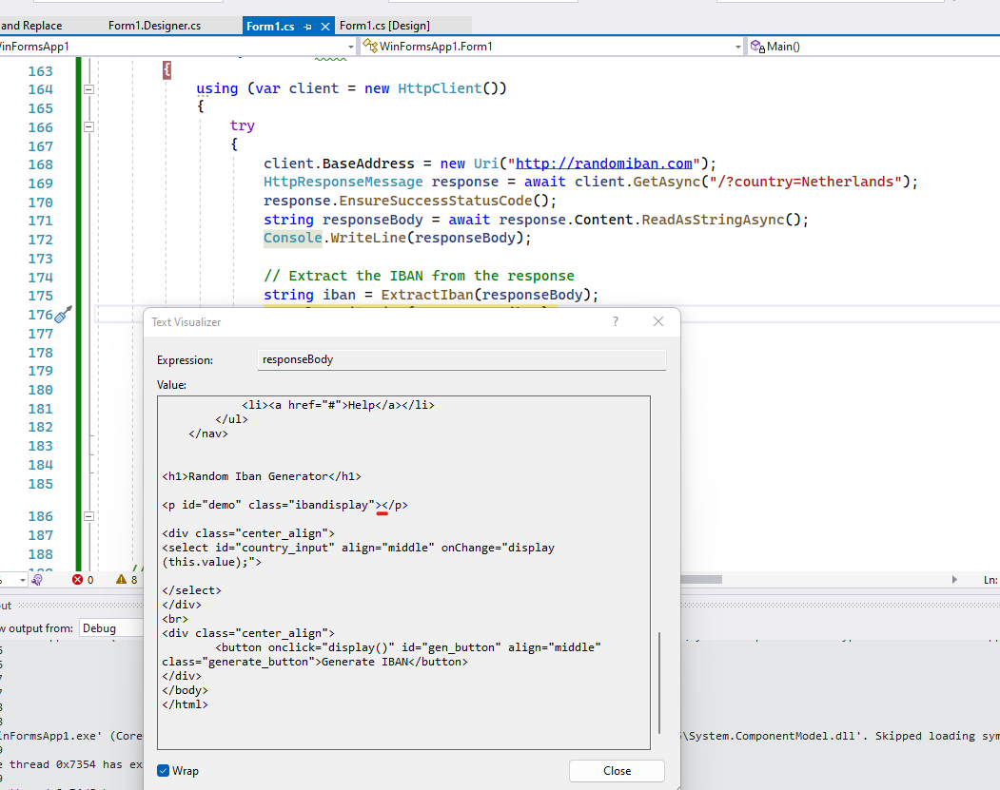 and Replace
Form1.Designer.cs
Form1.cs
Form1.cs [Design]
WinFormsApp1
WinFormsApp1.Form1
Main()
163 {
164 using (var client = new HttpClient())
165 {
166 try
167 {
168 client.BaseAddress = new Uri("http://randomiban.com");
169 HttpResponseMessage response = await client.GetAsync("/?country=Netherlands");
170 response.EnsureSuccessStatusCode();
171 string responseBody = await response.Content.ReadAsStringAsync();
172 Console.WriteLine(responseBody);
173
174 // Extract the IBAN from the response
175 string iban = ExtractIban(responseBody);
176
177
178
179
180
181
182
183
184
185
186
187
188
Text Visualizer
?
Expression:
responseBody
Value:
<li><a href="#">Help</a></li>
</ul>
</nav>
<h1>Random Iban Generator</h1>
<p id="demo" class="ibandisplay"></p>
<div class="center_align">
<select id="country_input" align="middle" onChange="display
(this.value);">
</select>
</div>
<br>
<div class="center_align">
<button onclick="display()" id="gen_button" align="middle"
class="generate_button">Generate IBAN</button>
</div>
</body>
</html>
Wrap
Close
//
0
8
Ln:
w output from:
Debug
inFormsApp1.exe' (Core
\System.ComponentModel.dll'. Skipped loading sym
e thread 0x7354 has ex